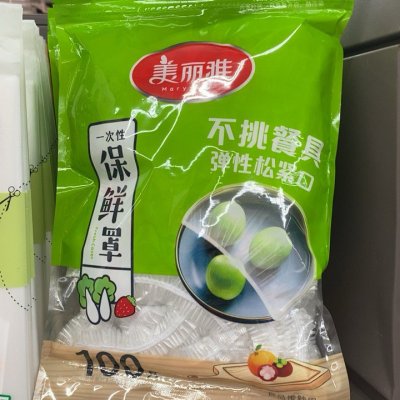 美丽雅
一次性
保鲜罩
不挑餐具
弹性松紧口
100